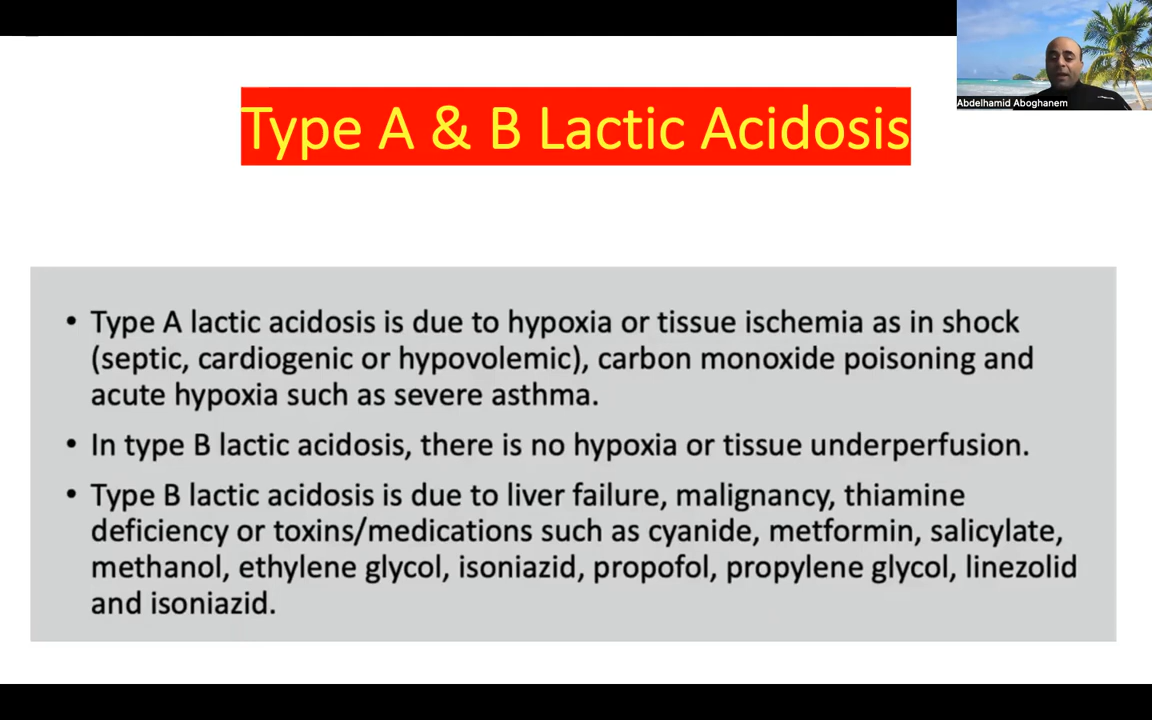 Abdelhamid Aboghanem
Type A & B Lactic Acidosis
• Type A lactic acidosis is due to hypoxia or tissue ischemia as in shock
(septic, cardiogenic or hypovolemic), carbon monoxide poisoning and
acute hypoxia such as severe asthma.
• In type B lactic acidosis, there is no hypoxia or tissue underperfusion.
• Type B lactic acidosis is due to liver failure, malignancy, thiamine
deficiency or toxins/medications such as cyanide, metformin, salicylate,
methanol, ethylene glycol, isoniazid, propofol, propylene glycol, linezolid
and isoniazid.